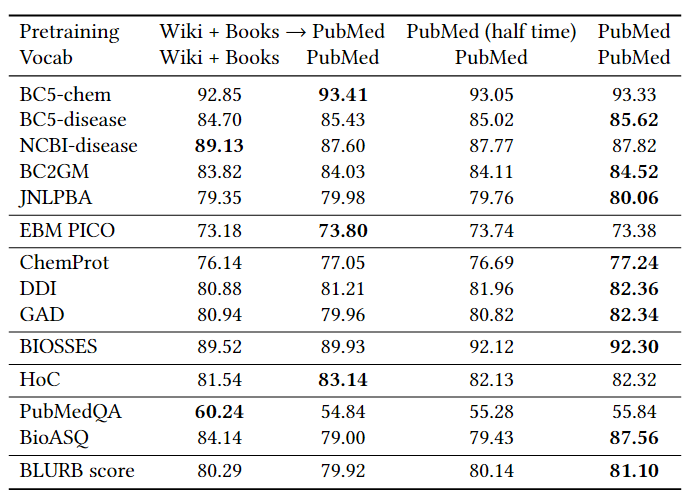 Pretraining Wiki + Books → PubMed PubMed (half time) PubMed
Vocab Wiki + Books PubMed PubMed PubMed
BC5-chem 92.85 93.41 93.05 93.33
BC5-disease 84.70 85.43 85.02 85.62
NCBI-disease 89.13 87.60 87.77 87.82
BC2GM 83.82 84.03 84.11 84.52
JNLPBA 79.35 79.98 79.76 80.06
EBM PICO 73.18 73.80 73.74 73.38
ChemProt 76.14 77.05 76.69 77.24
DDI 80.88 81.21 81.96 82.36
GAD 80.94 79.96 80.82 82.34
BIOSSES 89.52 89.93 92.12 92.30
HoC 81.54 83.14 82.13 82.32
PubMedQA 60.24 54.84 55.28 55.84
BioASQ 84.14 79.00 79.43 87.56
BLURB score 80.29 79.92 80.14 81.10